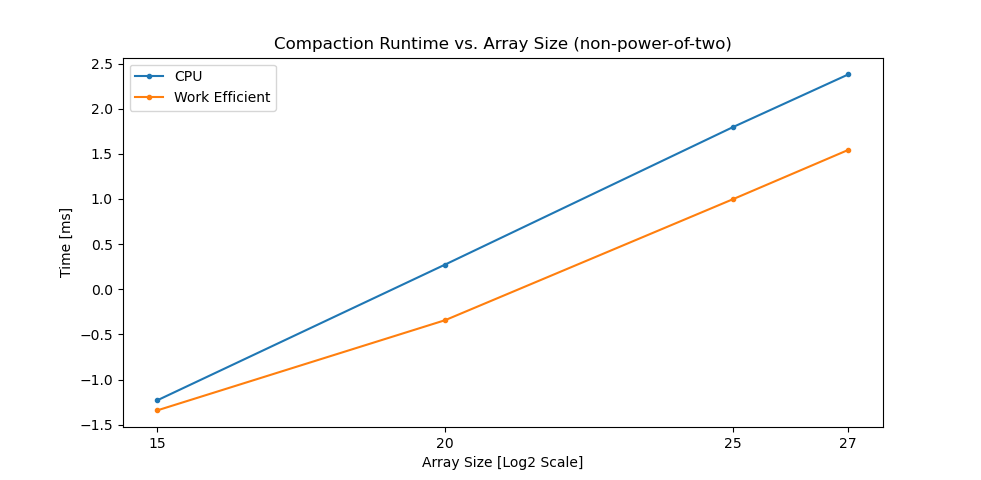 Compaction Runtime vs. Array Size (non-power-of-two)
CPU
Work Efficient
Time [ms]
2.5
2.0
1.5
1.0
0.5
0.0
−0.5
−1.0
−1.5
15 20 25 27
Array Size [Log2 Scale]